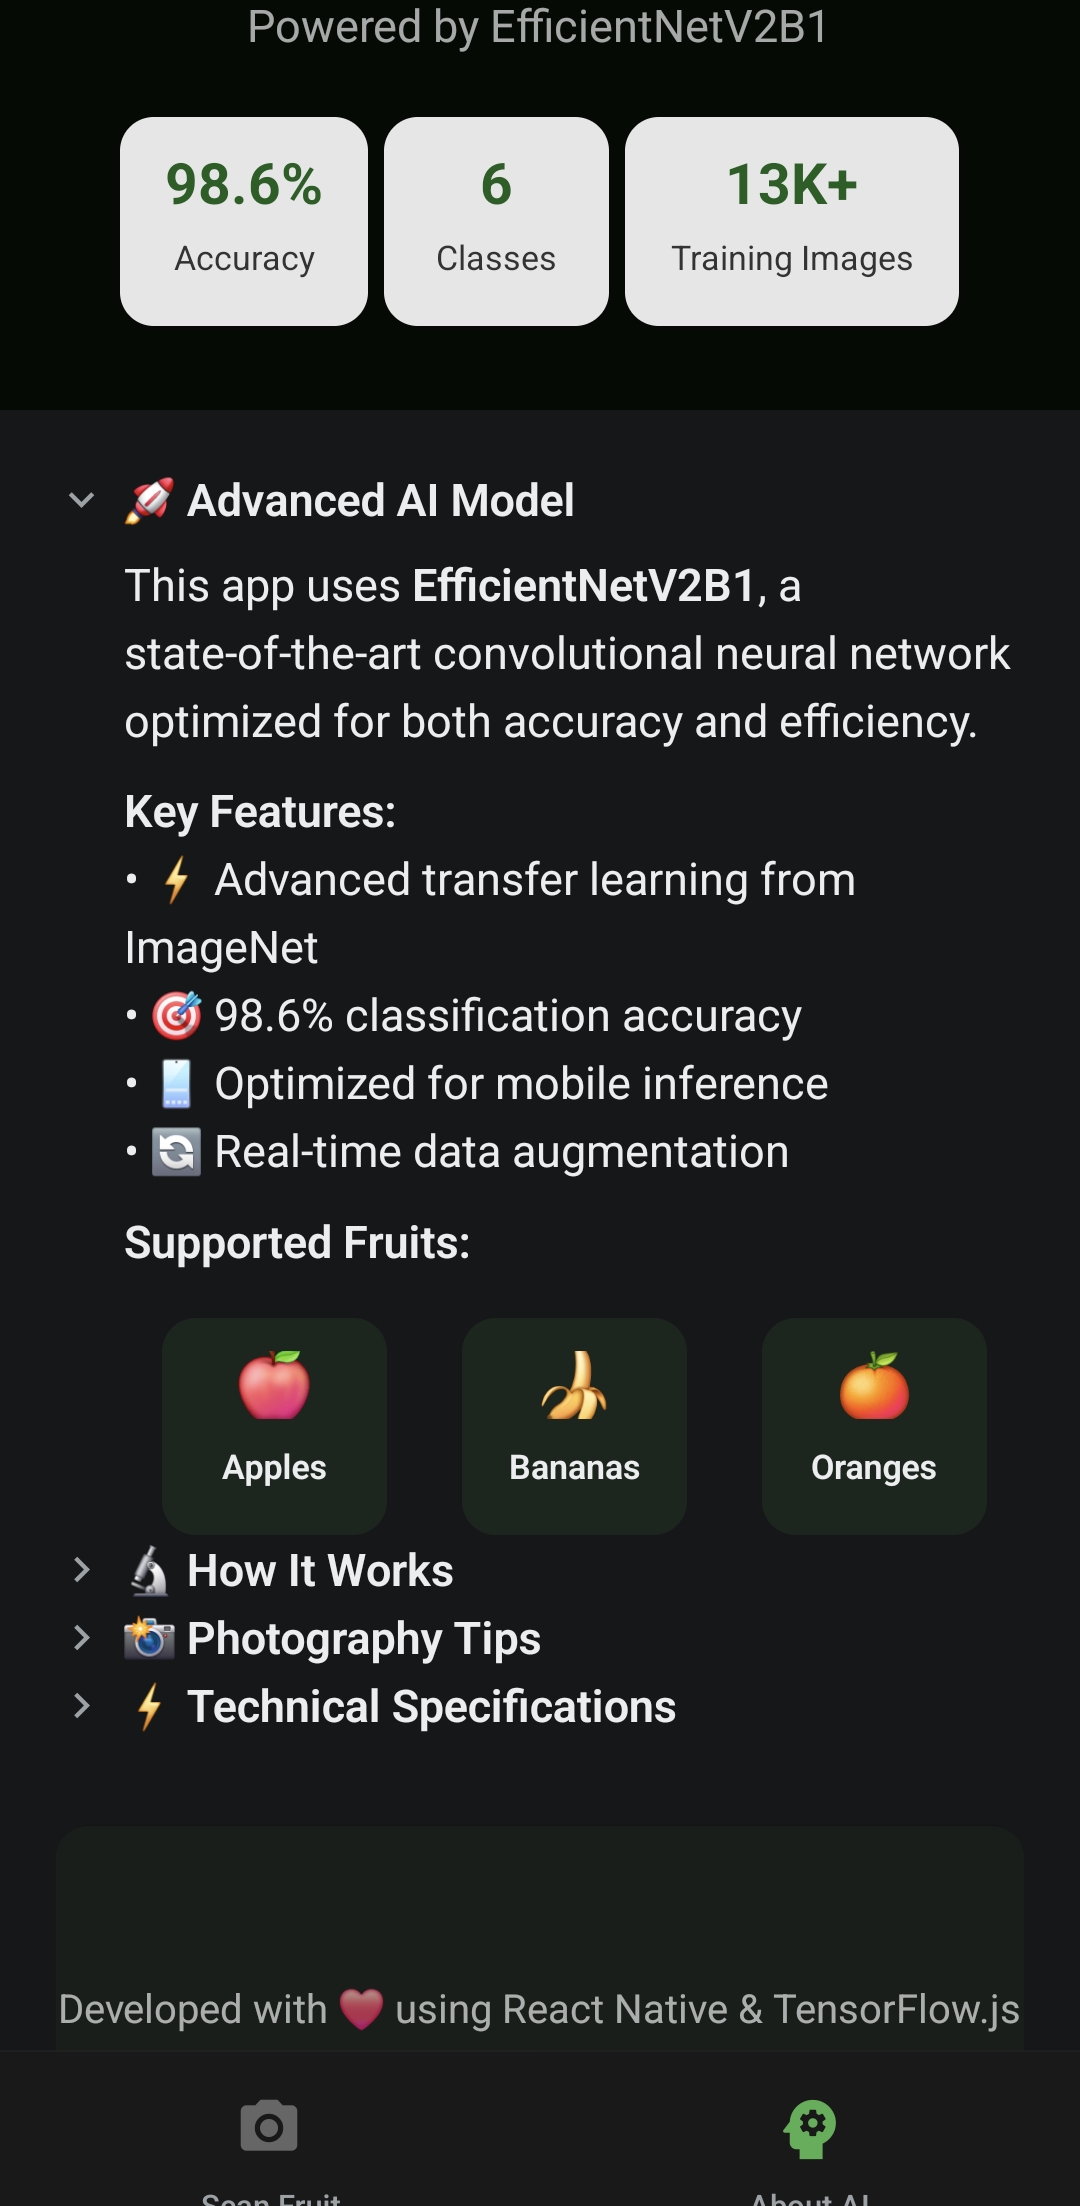 Powered by EfficientNetV2B1
98.6%
Accuracy
6
Classes
13K+
Training Images
🚀 Advanced AI Model
This app uses EfficientNetV2B1, a
state-of-the-art convolutional neural network
optimized for both accuracy and efficiency.
Key Features:
• ⚡ Advanced transfer learning from
ImageNet
• 🎯 98.6% classification accuracy
• 📱 Optimized for mobile inference
• 🔄 Real-time data augmentation
Supported Fruits:
Apples
Bananas
Oranges
🔬 How It Works
📸 Photography Tips
⚡ Technical Specifications
Developed with ❤️ using React Native & TensorFlow.js
Scan Fruit
About AI